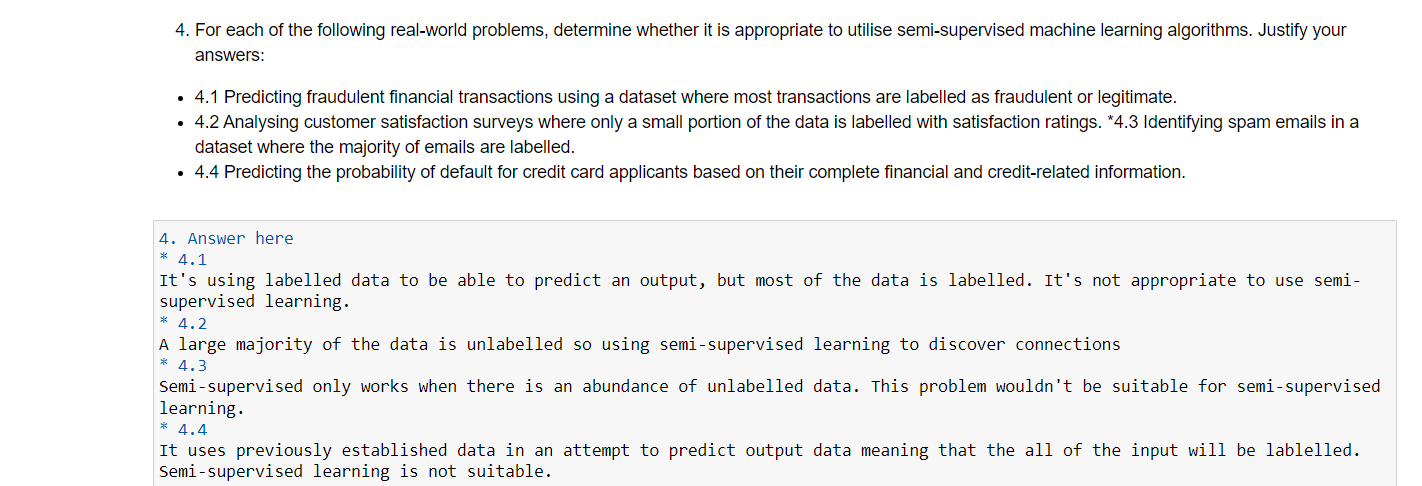 4. For each of the following real-world problems, determine whether it is appropriate to utilise semi-supervised machine learning algorithms. Justify your
answers:
• 4.1 Predicting fraudulent financial transactions using a dataset where most transactions are labelled as fraudulent or legitimate.
• 4.2 Analysing customer satisfaction surveys where only a small portion of the data is labelled with satisfaction ratings. *4.3 Identifying spam emails in a
dataset where the majority of emails are labelled.
• 4.4 Predicting the probability of default for credit card applicants based on their complete financial and credit-related information.
4. Answer here
* 4.1
It's using labelled data to be able to predict an output, but most of the data is labelled. It's not appropriate to use semi-
supervised learning.
* 4.2
A large majority of the data is unlabelled so using semi-supervised learning to discover connections
* 4.3
Semi-supervised only works when there is an abundance of unlabelled data. This problem wouldn't be suitable for semi-supervised
learning.
* 4.4
It uses previously established data in an attempt to predict output data meaning that the all of the input will be lablelled.
Semi-supervised learning is not suitable.